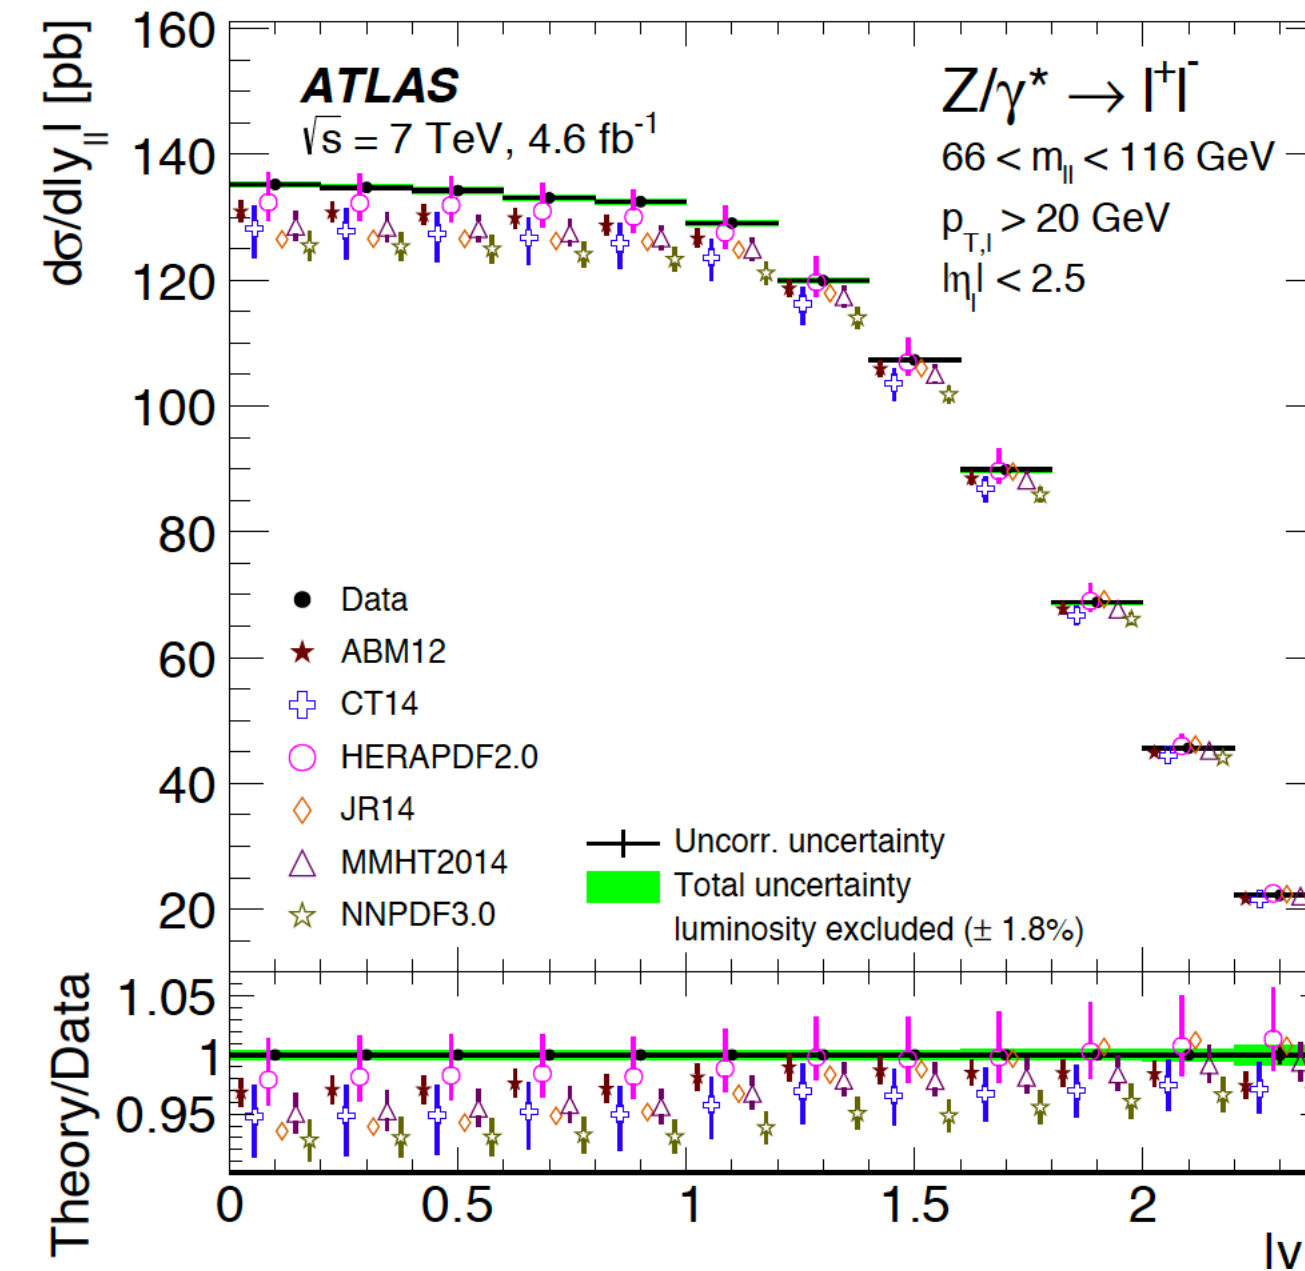 160
140
120
100
80
60
40
20
dσ/d|y_ll| [pb]
ATLAS
√s = 7 TeV, 4.6 fb^-1
Z/γ* → l^+l^-
66 < m_ll < 116 GeV
p_T,l > 20 GeV
|η_l| < 2.5
Data
ABM12
CT14
HERAPDF2.0
JR14
MMHT2014
NNPDF3.0
Uncorr. uncertainty
Total uncertainty
luminosity excluded (± 1.8%)
Theory/Data
1.05
1
0.95
0 0.5 1 1.5 2